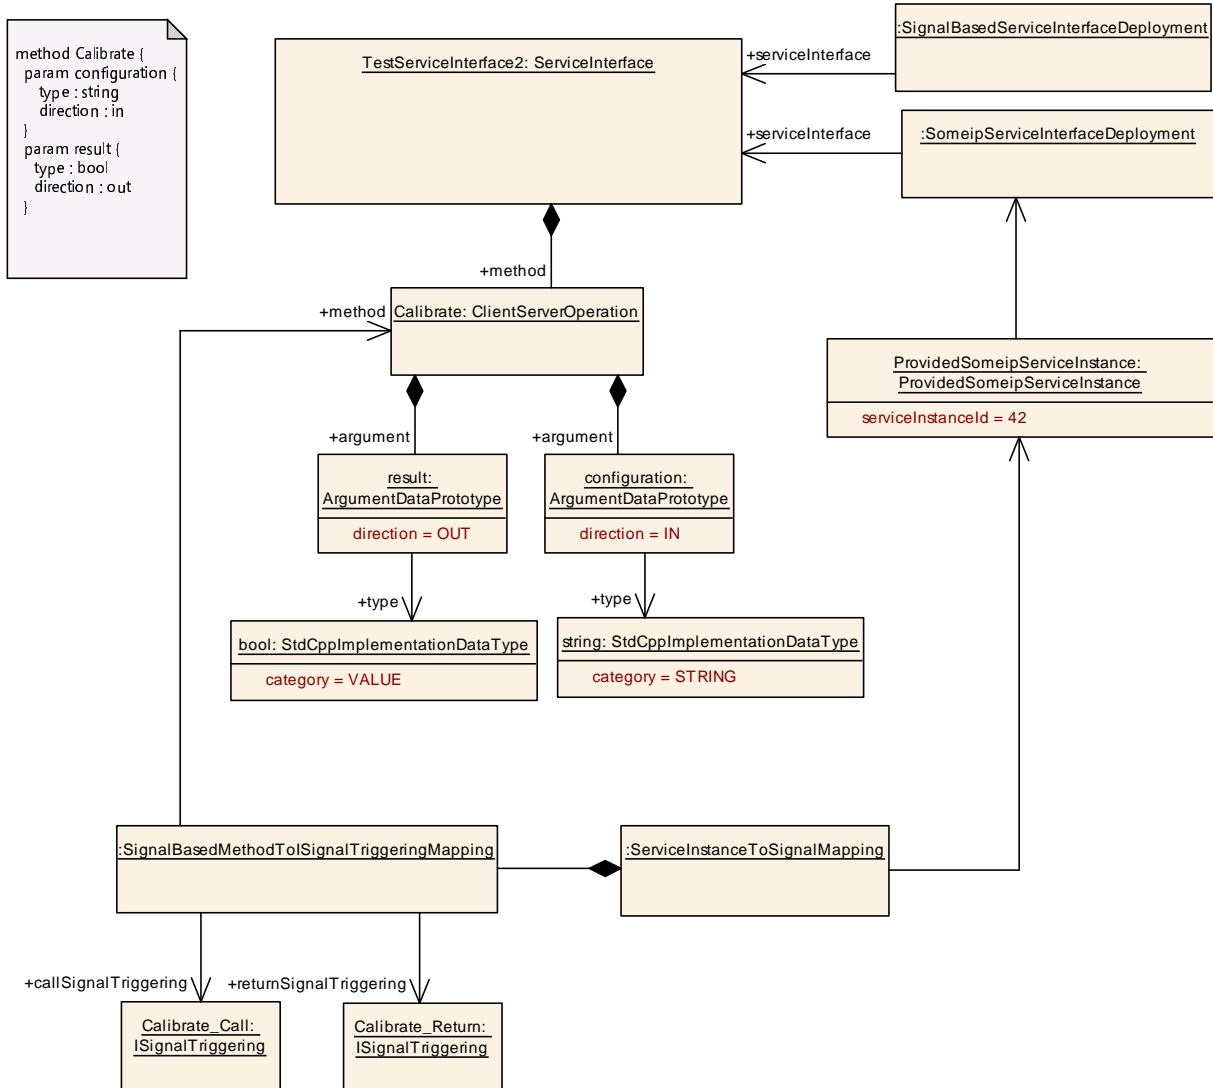 method Calibrate {
param configuration {
type : string
direction : in
}
param result {
type : bool
direction : out
}
TestServiceInterface2: ServiceInterface
+serviceInterface
:SignalBasedServiceInterfaceDeployment
+serviceInterface
:SomeipServiceInterfaceDeployment
+method
+method
Calibrate: ClientServerOperation
ProvidedSomeipServiceInstance:
ProvidedSomeipServiceInstance
serviceInstanceId = 42
+argument
+argument
result:
ArgumentDataPrototype
direction = OUT
configuration:
ArgumentDataPrototype
direction = IN
+type
+type
bool: StdCppImplementationDataType
category = VALUE
string: StdCppImplementationDataType
category = STRING
:SignalBasedMethodToISignalTriggeringMapping
:ServiceInstanceToSignalMapping
+callSignalTriggering
+returnSignalTriggering
Calibrate_Call:
ISignalTriggering
Calibrate_Return:
ISignalTriggering